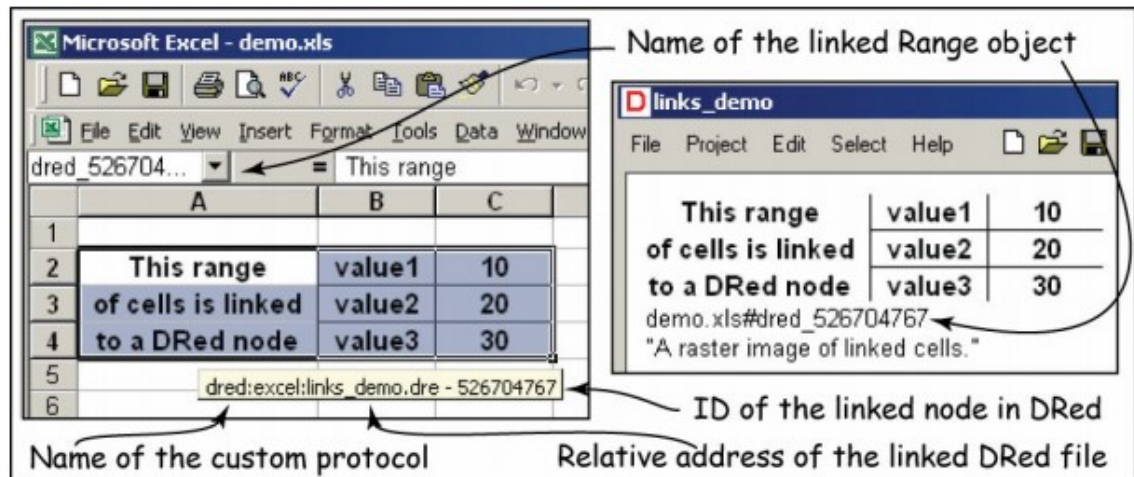 Microsoft Excel - demo.xls
ABC
File Edit View Insert Format Tools Data Window
dred_526704... = This range
A B C
1
2 This range value1 10
3 of cells is linked value2 20
4 to a DRed node value3 30
5
6
dred:excel:links_demo.dre - 526704767
Name of the linked Range object
D links_demo
File Project Edit Select Help
This range value1 10
of cells is linked value2 20
to a DRed node value3 30
demo.xls#dred_526704767
"A raster image of linked cells."
ID of the linked node in DRed
Name of the custom protocol
Relative address of the linked DRed file